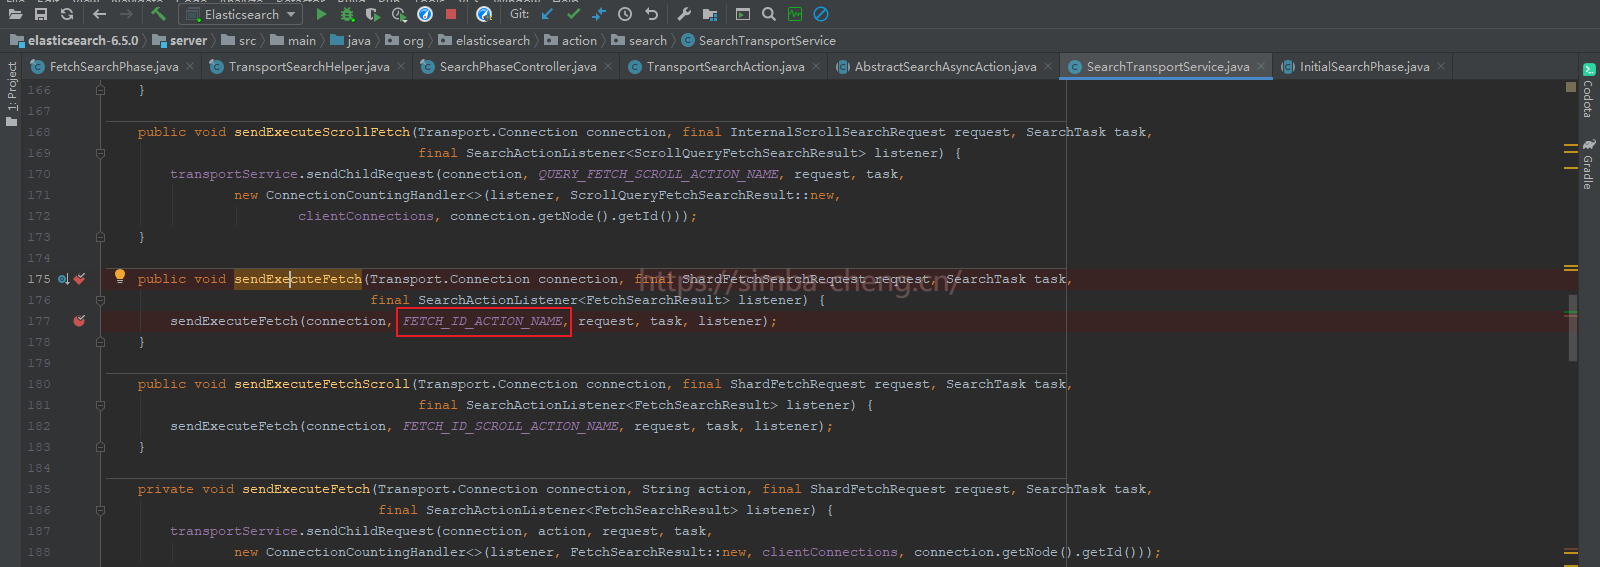 Elasticsearch
Git:
elasticsearch-6.5.0 server src main java org elasticsearch action search SearchTransportService
FetchSearchPhase.java TransportSearchHelper.java SearchPhaseController.java TransportSearchAction.java AbstractSearchAsyncAction.java SearchTransportService.java InitialSearchPhase.java
1: Project
Codota
Gradle
166 }
167
168 public void sendExecuteScrollFetch(Transport.Connection connection, final InternalScrollSearchRequest request, SearchTask task,
169 final SearchActionListener<ScrollQueryFetchSearchResult> listener) {
170 transportService.sendChildRequest(connection, QUERY_FETCH_SCROLL_ACTION_NAME, request, task,
171 new ConnectionCountingHandler<>(listener, ScrollQueryFetchSearchResult::new,
172 clientConnections, connection.getNode().getId()));
173 }
174
175 public void sendExecuteFetch(Transport.Connection connection, final ShardFetchSearchRequest request, SearchTask task,
https://simba-cheng.cn/
176 final SearchActionListener<FetchSearchResult> listener) {
177 sendExecuteFetch(connection, FETCH_ID_ACTION_NAME, request, task, listener);
178 }
179
180 public void sendExecuteFetchScroll(Transport.Connection connection, final ShardFetchRequest request, SearchTask task,
181 final SearchActionListener<FetchSearchResult> listener) {
182 sendExecuteFetch(connection, FETCH_ID_SCROLL_ACTION_NAME, request, task, listener);
183 }
184
185 private void sendExecuteFetch(Transport.Connection connection, String action, final ShardFetchRequest request, SearchTask task,
186 final SearchActionListener<FetchSearchResult> listener) {
187 transportService.sendChildRequest(connection, action, request, task,
188 new ConnectionCountingHandler<>(listener, FetchSearchResult::new, clientConnections, connection.getNode().getId()));